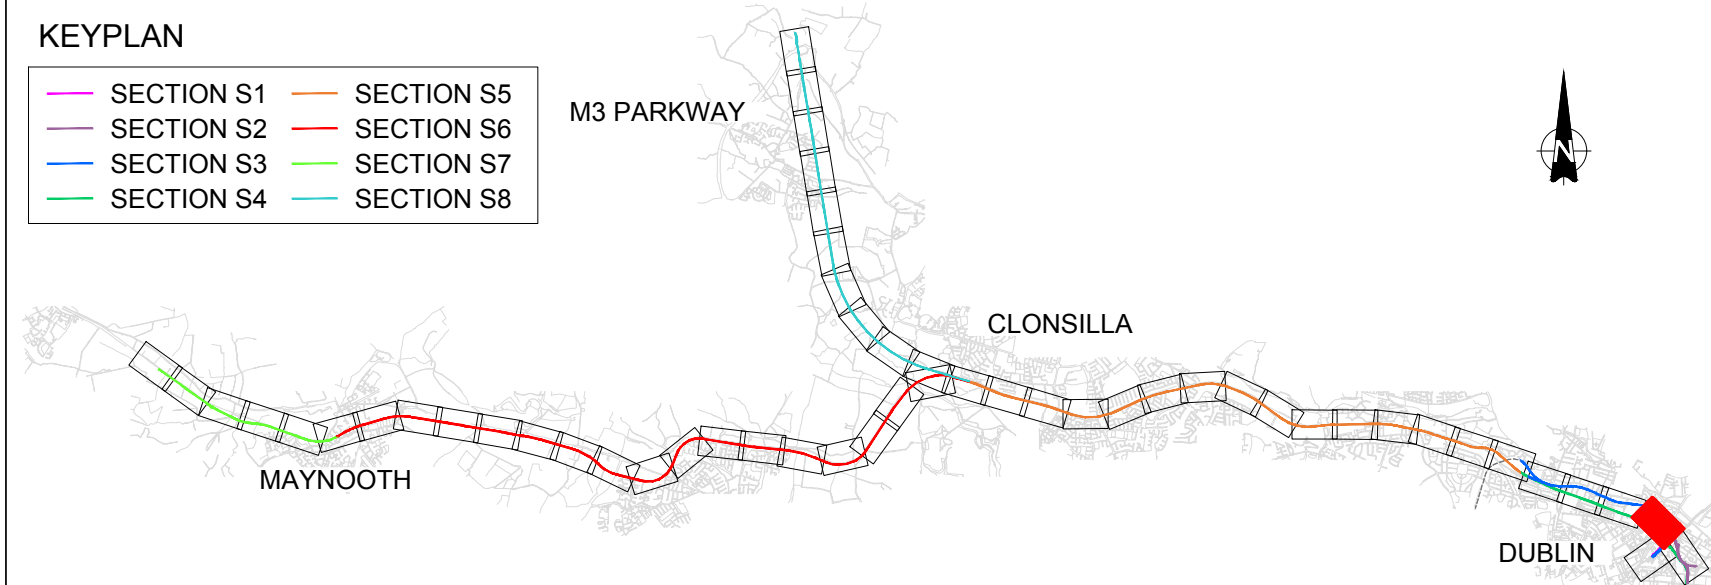 KEYPLAN
SECTION S1 SECTION S5
SECTION S2 SECTION S6
SECTION S3 SECTION S7
SECTION S4 SECTION S8
M3 PARKWAY
N
CLONSILLA
MAYNOOTH
DUBLIN